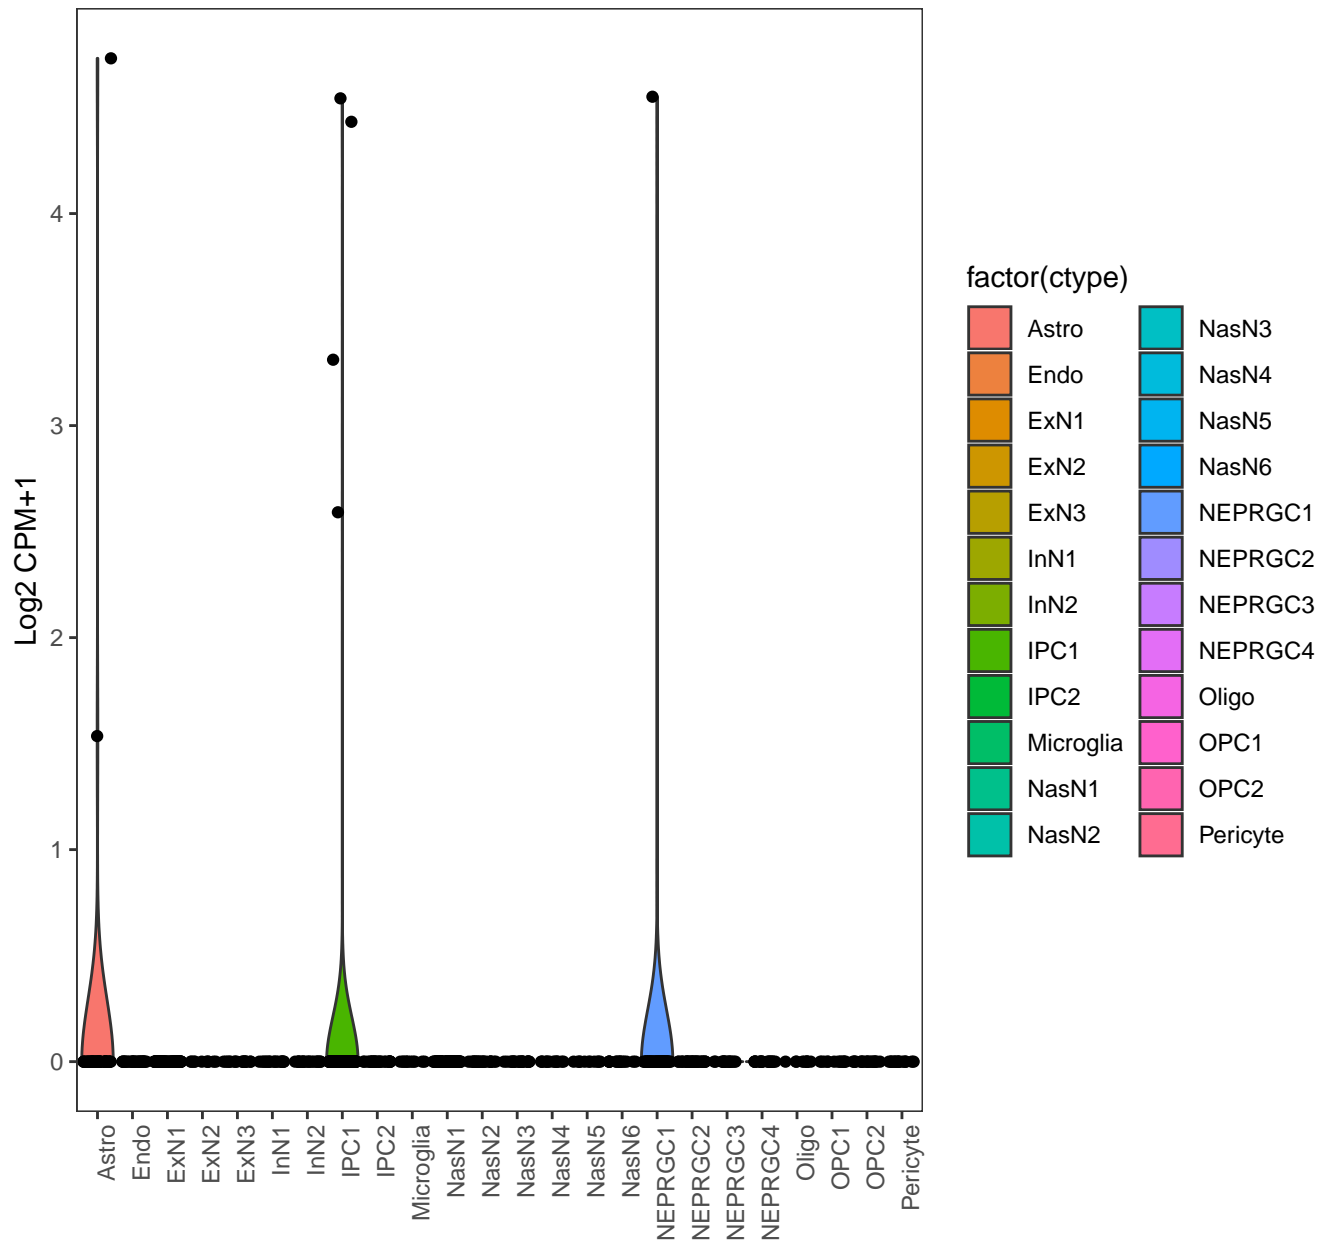 Log2 CPM+1
4
3
2
1
0
Astro
Endo
ExN1
ExN2
ExN3
InN1
InN2
IPC1
IPC2
Microglia
NasN1
NasN2
NasN3
NasN4
NasN5
NasN6
NEPRGC1
NEPRGC2
NEPRGC3
NEPRGC4
Oligo
OPC1
OPC2
Pericyte
factor(ctype)
Astro
Endo
ExN1
ExN2
ExN3
InN1
InN2
IPC1
IPC2
Microglia
NasN1
NasN2
NasN3
NasN4
NasN5
NasN6
NEPRGC1
NEPRGC2
NEPRGC3
NEPRGC4
Oligo
OPC1
OPC2
Pericyte